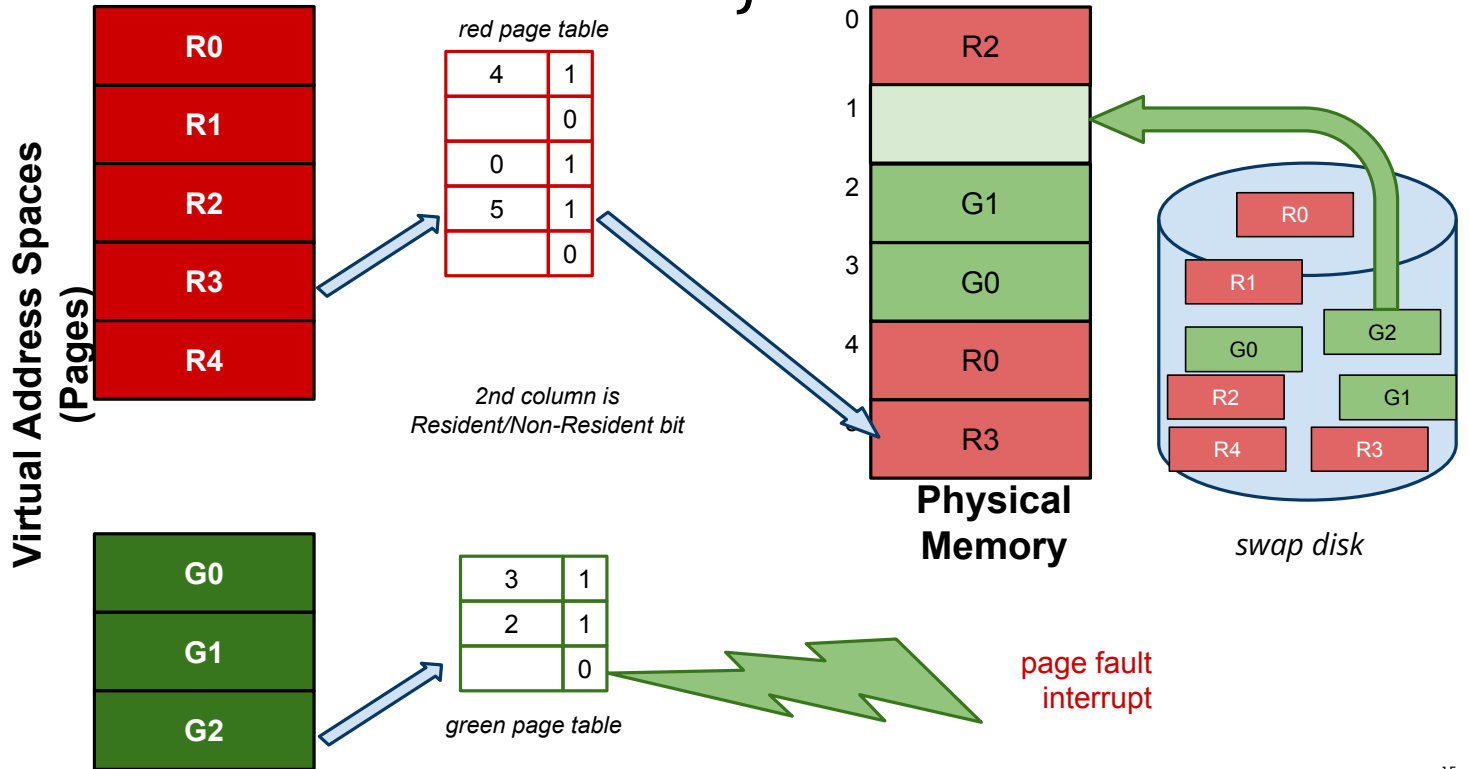 Virtual Address Spaces
(Pages)
R0
R1
R2
R3
R4
red page table
4 1
0
0 1
5 1
0
2nd column is
Resident/Non-Resident bit
0
R2
1
2
G1
3
G0
4
R0
R3
Physical
Memory
R0
R1
G2
G0
R2
G1
R4
R3
swap disk
G0
G1
G2
3 1
2 1
0
green page table
page fault
interrupt